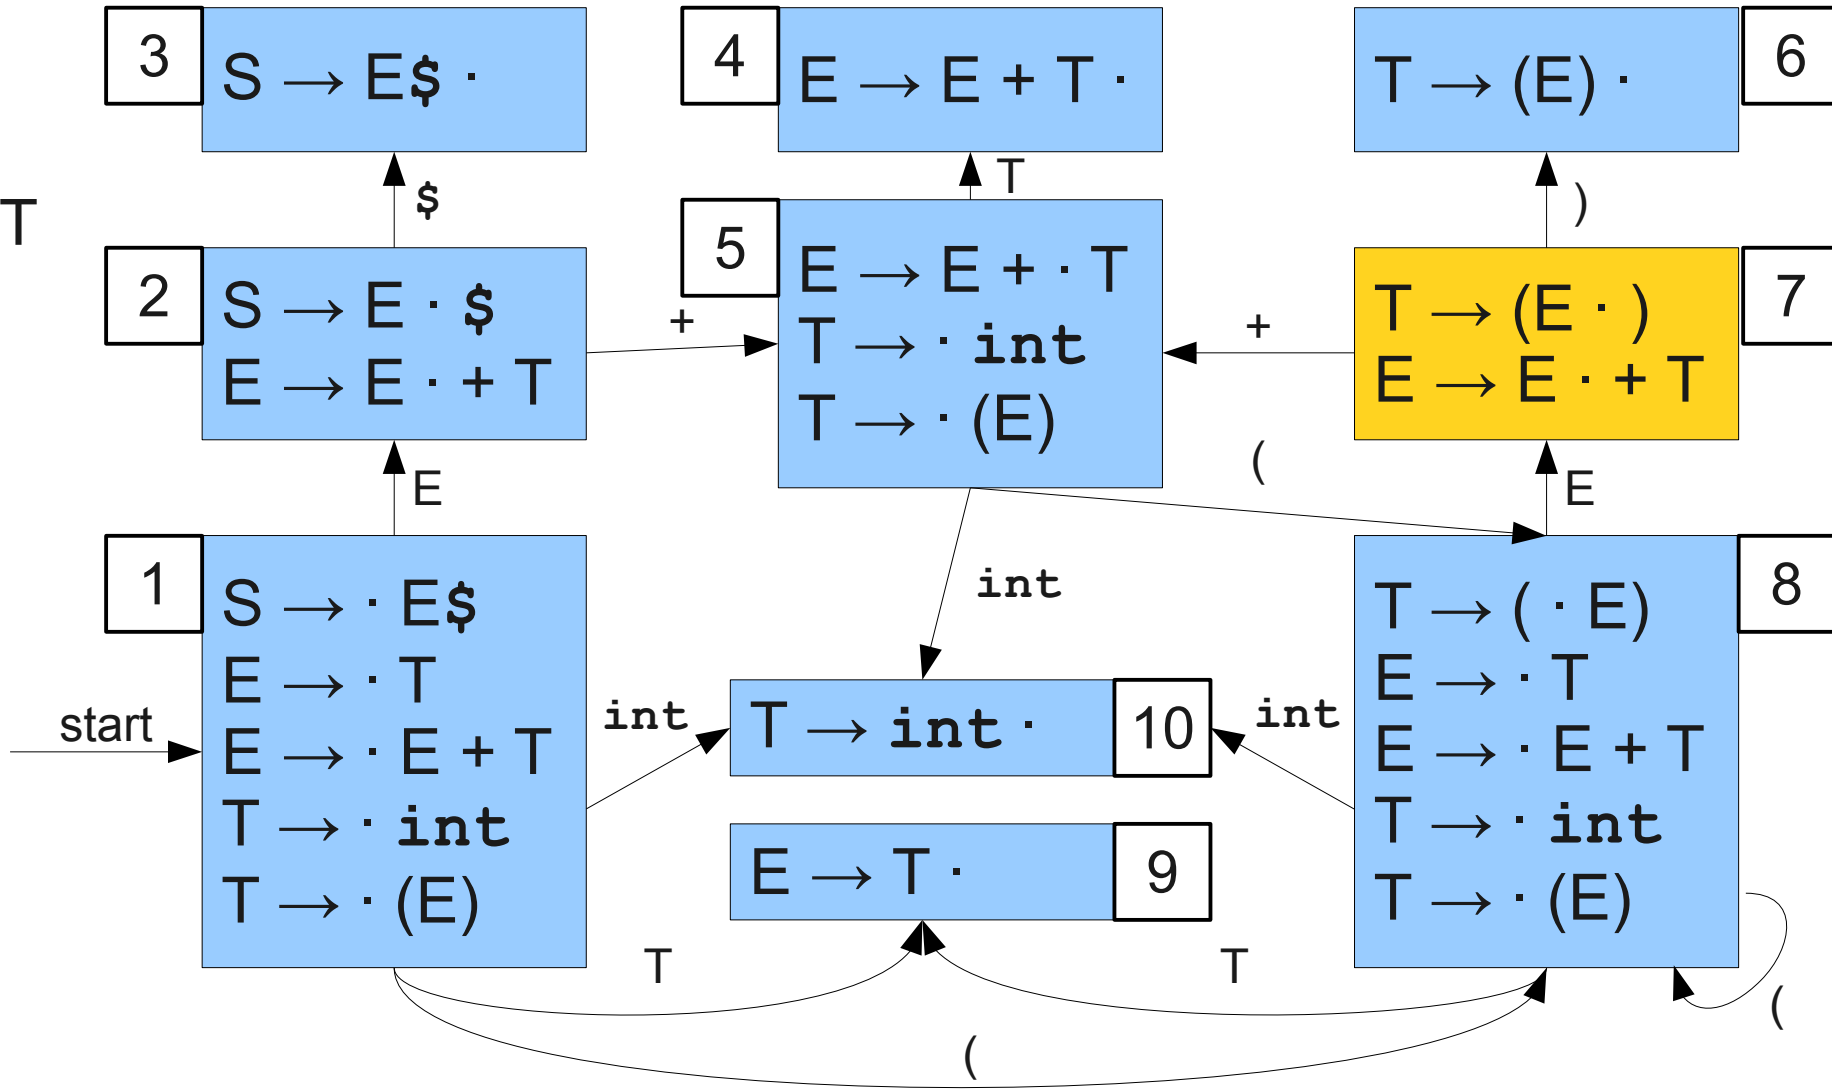 3
S → E$ ·
4
E → E + T ·
T → (E) ·
6
$
T
)
T
2
S → E · $
E → E · + T
+
5
E → E + · T
T → · int
T → · (E)
+
T → (E · )
E → E · + T
7
E
(
E
1
S → · E$
E → · T
E → · E + T
T → · int
T → · (E)
start
int
int
T → int ·
10
int
E → T ·
9
T → ( · E)
E → · T
E → · E + T
T → · int
T → · (E)
8
T
T
(
(